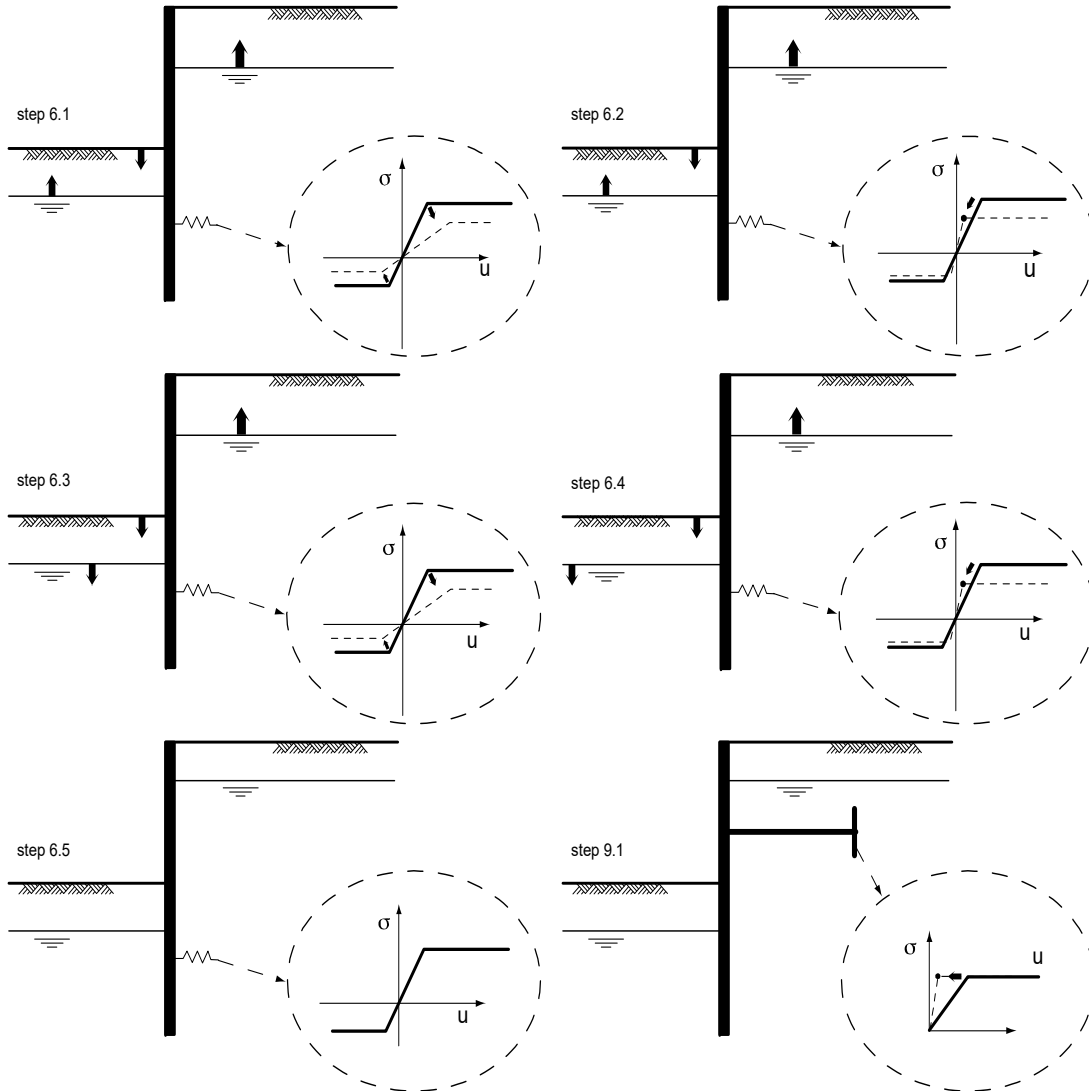 step 6.1
σ
u
step 6.2
σ
u
step 6.3
σ
u
step 6.4
σ
u
step 6.5
σ
u
step 9.1
σ
u